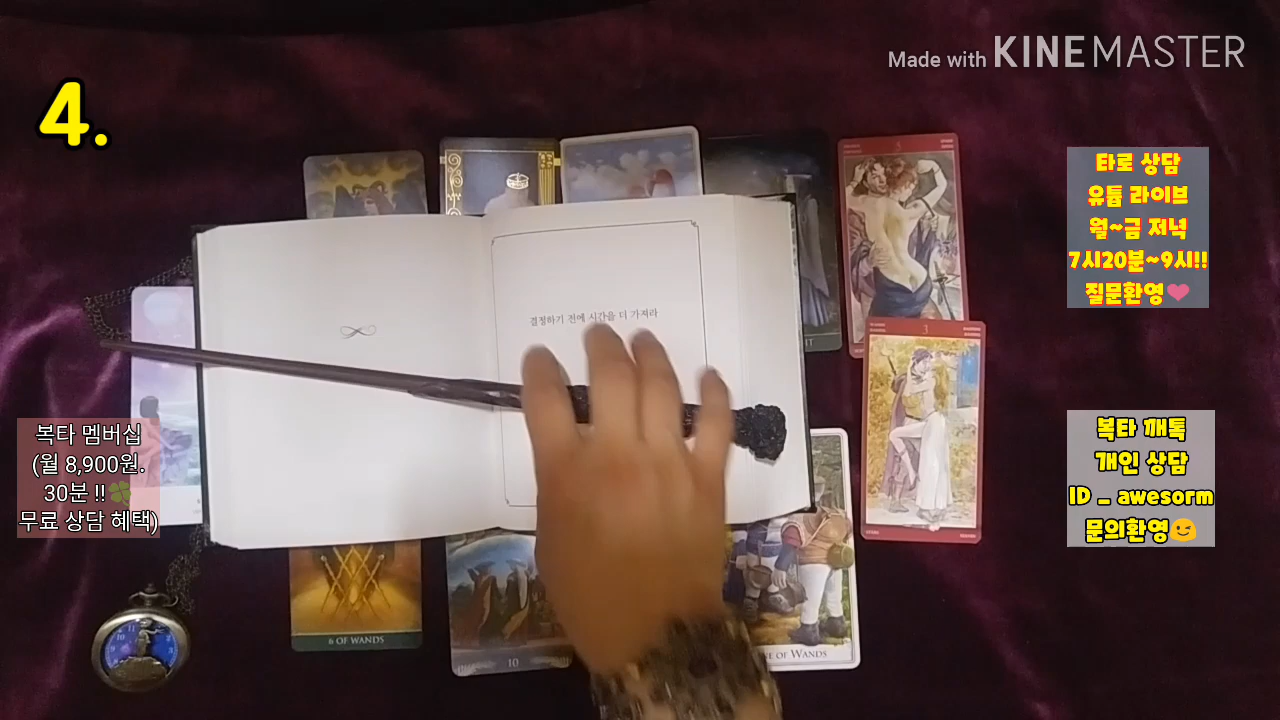 Made with KINEMASTER
4.
타로 상담
유튭 라이브
월~금 저녁
7시20분~9시!!
질문환영🩷
5
결정하기 전에 시간을 더 가져라
3
복타 멤버십
(월 8,900원.
30분 !!🍀
무료 상담 혜택)
복타 깨톡
개인 상담
ID _ awesorm
문의환영😉
6 OF WANDS
10
OF WANDS